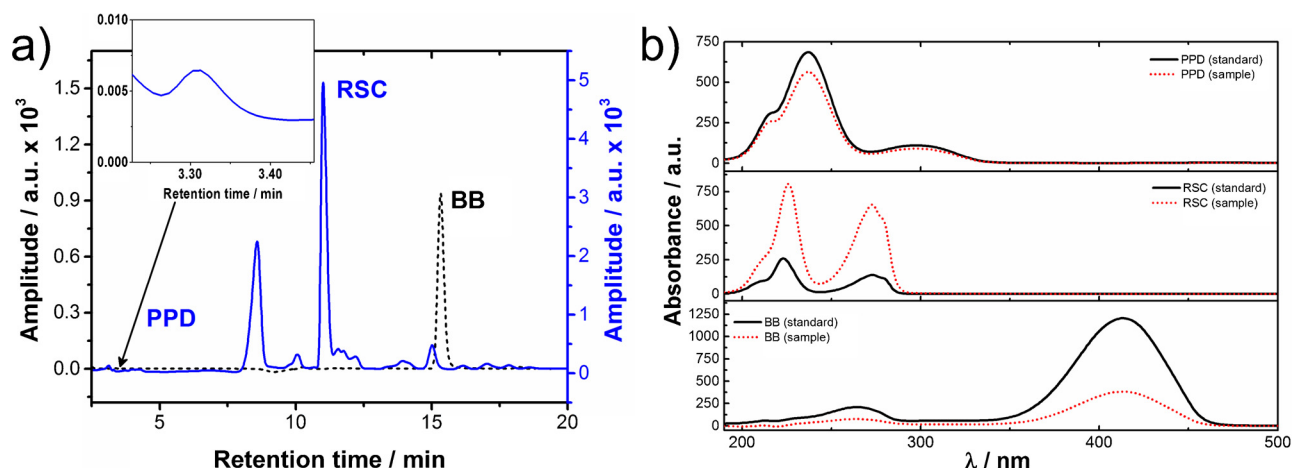 a)
0.010
0.005
0.000
3.30
3.40
Retention time / min
1.5
1.2
0.9
0.6
0.3
0.0
Amplitude / a.u. x 10³
PPD
RSC
BB
5
4
3
2
1
0
Amplitude / a.u. x 10³
5
10
15
20
Retention time / min
b)
750
500
250
0
PPD (standard)
PPD (sample)
750
500
250
0
RSC (standard)
RSC (sample)
1250
1000
750
500
250
0
BB (standard)
BB (sample)
Absorbance / a.u.
200
300
400
500
λ / nm